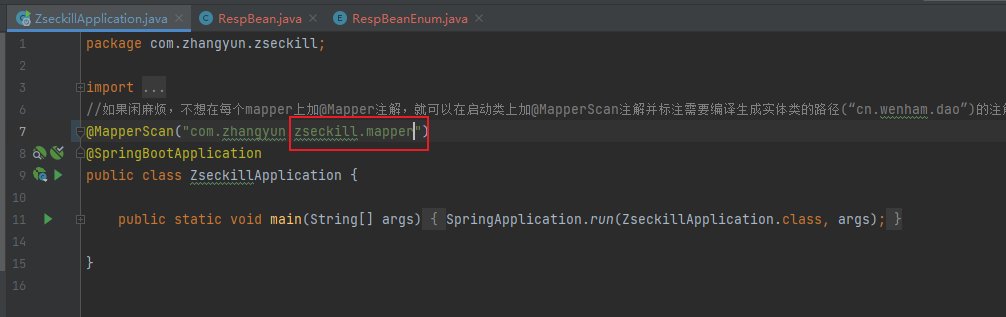 ZseckillApplication.java × RespBean.java × RespBeanEnum.java ×
1 package com.zhangyun.zseckill;
2
3 import ...
6 //如果闲麻烦，不想在每个mapper上加@Mapper注解，就可以在启动类上加@MapperScan注解并标注需要编译生成实体类的路径(“cn.wenham.dao”)的注
7 @MapperScan("com.zhangyun zseckill.mapper")
8 @SpringBootApplication
9 public class ZseckillApplication {
10
11 public static void main(String[] args) { SpringApplication.run(ZseckillApplication.class, args); }
14
15 }
16